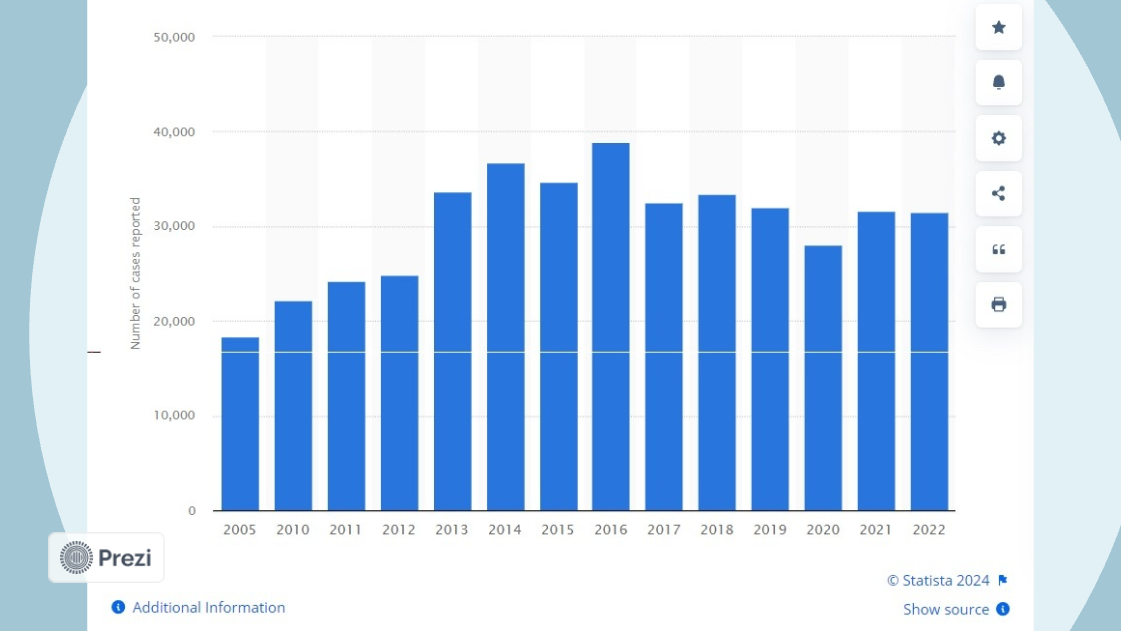 50,000
40,000
30,000
20,000
10,000
0
Number of cases reported
2005 2010 2011 2012 2013 2014 2015 2016 2017 2018 2019 2020 2021 2022
Prezi
© Statista 2024
Additional Information
Show source